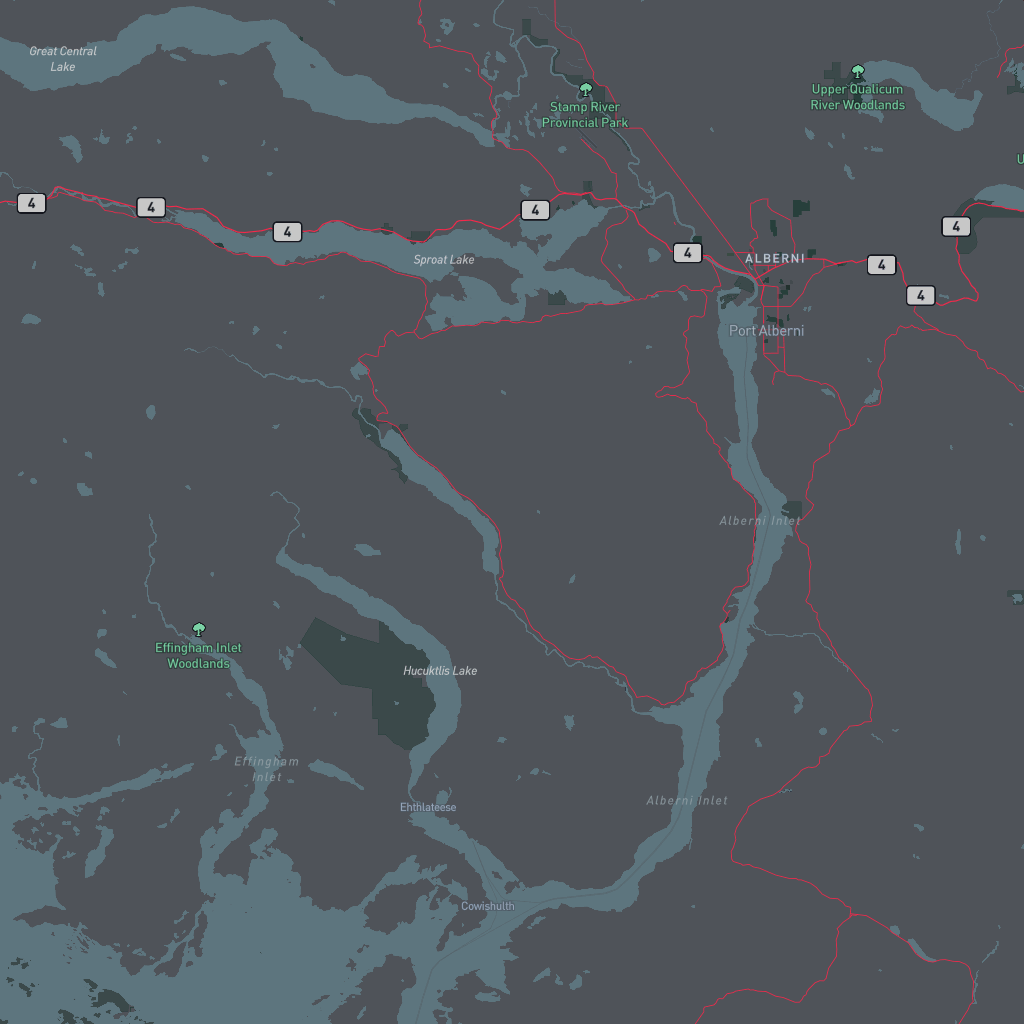 Great Central
Lake
Stamp River
Provincial Park
Upper Qualicum
River Woodlands
U
4
4
4
4
4
4
4
4
Sproat Lake
ALBERNI
Port Alberni
Alberni Inlet
Effingham Inlet
Woodlands
Hucuktlis Lake
Effingham
Inlet
Ehthlateese
Alberni Inlet
Cowishulth